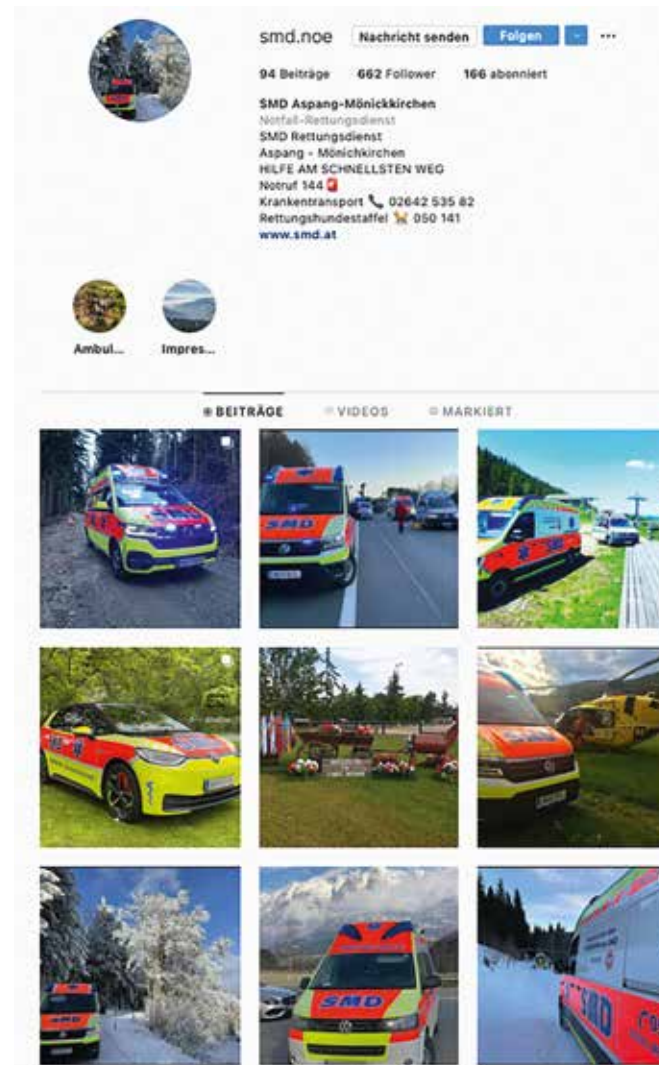 smd.noe Nachricht senden Folgen
94 Beiträge 662 Follower 166 abonniert
SMD Aspang-Mönickkirchen
Notfall-Rettungsdienst
SMD Rettungsdienst
Aspang - Mönichkirchen
HILFE AM SCHNELLSTEN WEG
Notruf 144🚨
Krankentransport 📞 02642 535 82
Rettungshundestaffel 🐕 050 141
www.smd.at
Ambul... Impres...
BEITRÄGE VIDEOS MARKIERT
SMD
SMD
SMD
SMD
SMD